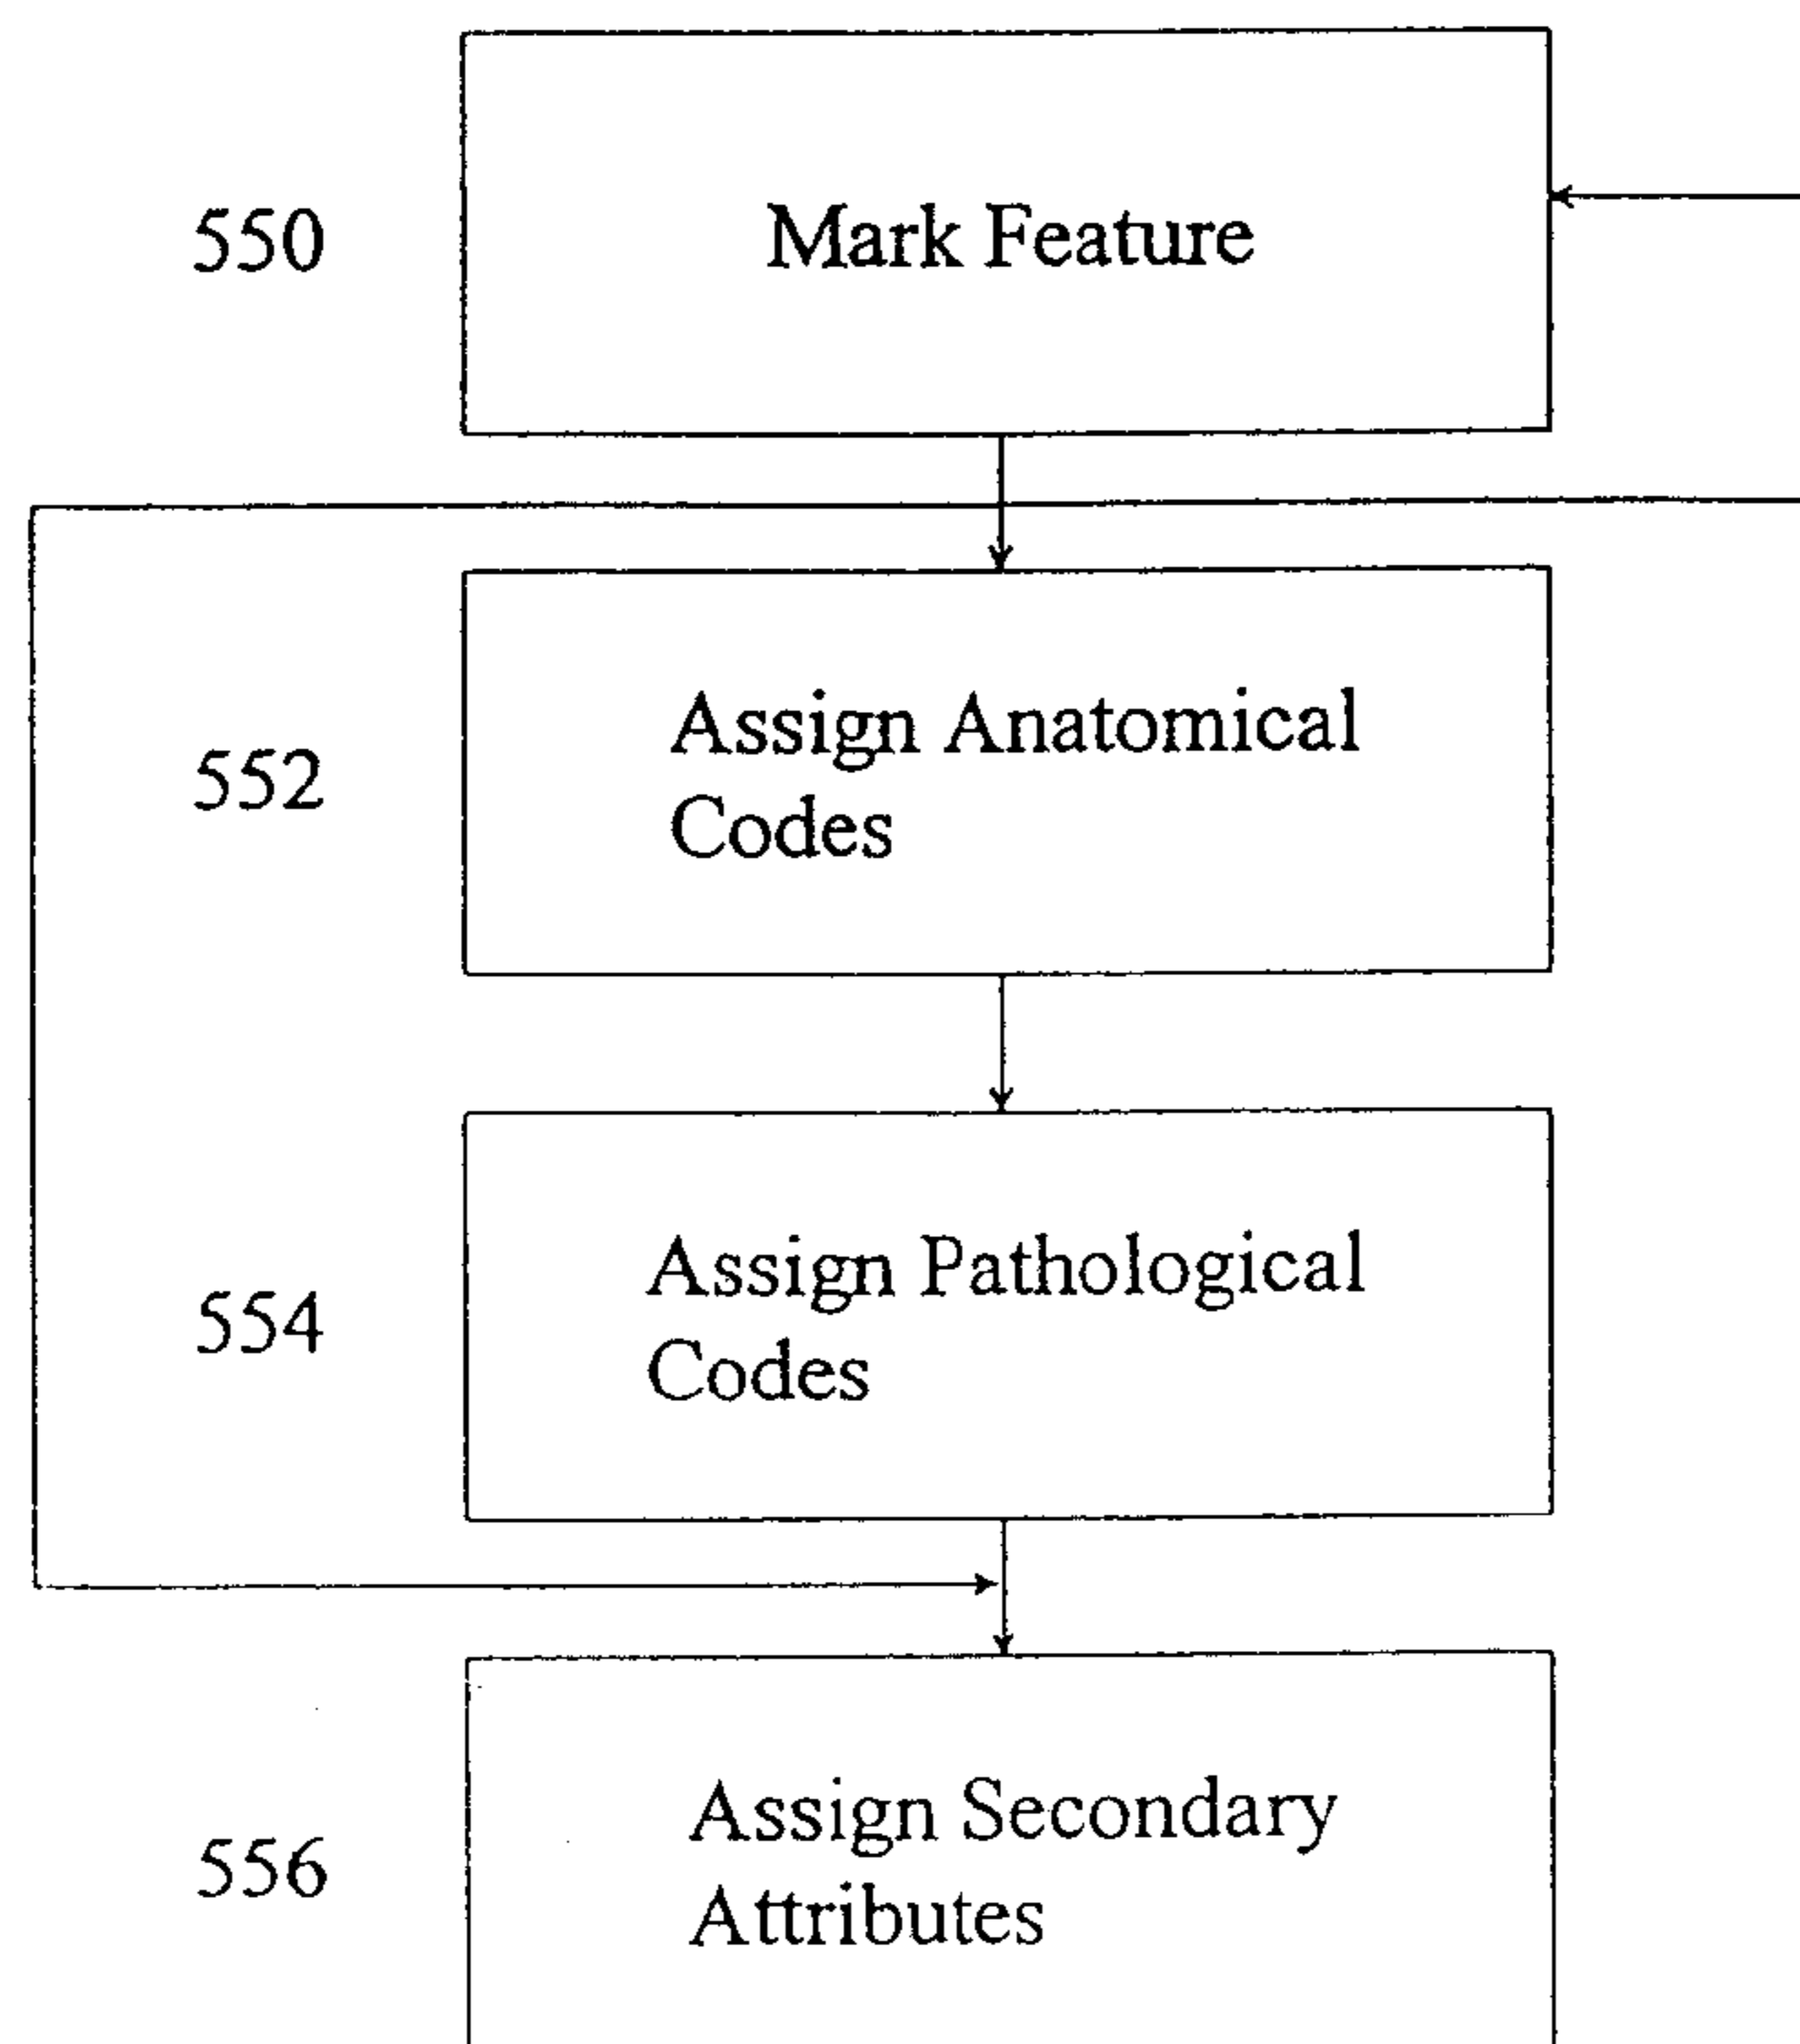 550
Mark Feature
552
Assign Anatomical
Codes
554
Assign Pathological
Codes
556
Assign Secondary
Attributes